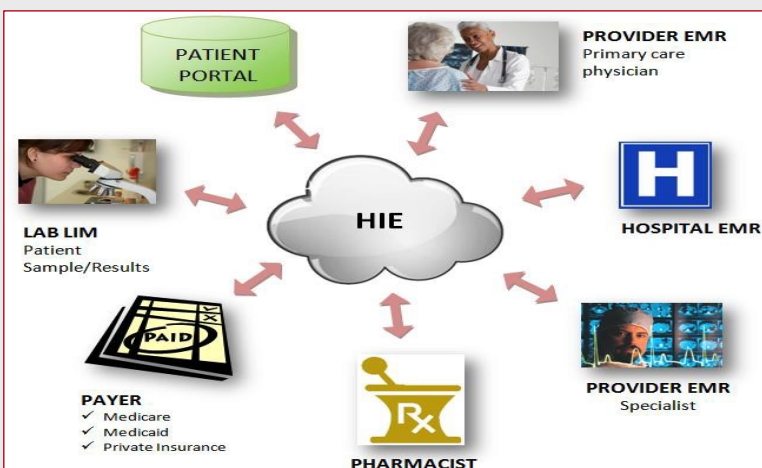 PATIENT
PORTAL
PROVIDER EMR
Primary care
physician
LAB LIM
Patient
Sample/Results
HIE
H
HOSPITAL EMR
PAID
PAYER
✓ Medicare
✓ Medicaid
✓ Private Insurance
Rx
PHARMACIST
PROVIDER EMR
Specialist